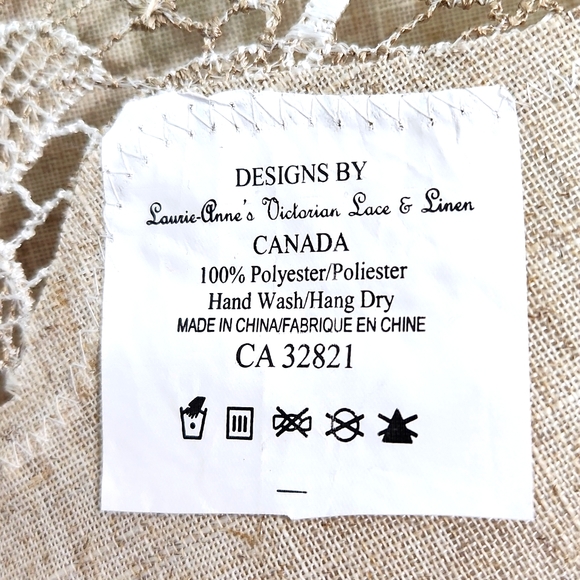 DESIGNS BY
Laurie-Anne's Victorian Lace & Linen
CANADA
100% Polyester/Poliester
Hand Wash/Hang Dry
MADE IN CHINA/FABRIQUE EN CHINE
CA 32821